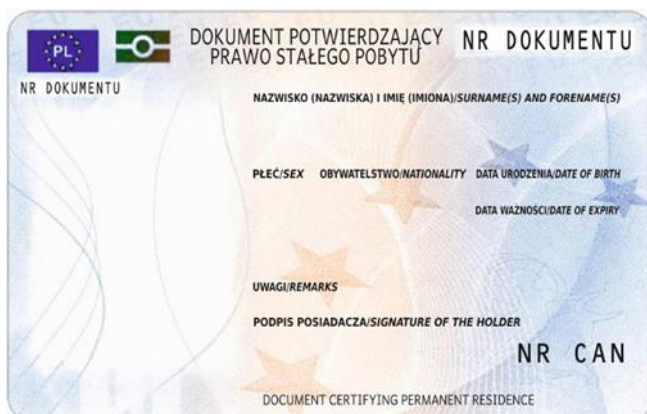 PL
DOKUMENT POTWIERDZAJĄCY
PRAWO STAŁEGO POBYTU
NR DOKUMENTU
NR DOKUMENTU
NAZWISKO (NAZWISKA) I IMIĘ (IMIONA)/SURNAME(S) AND FORENAME(S)
PŁEĆ/SEX OBYWATELSTWO/NATIONALITY DATA URODZENIA/DATE OF BIRTH
DATA WAŻNOŚCI/DATE OF EXPIRY
UWAGI/REMARKS
PODPIS POSIADACZA/SIGNATURE OF THE HOLDER
NR CAN
DOCUMENT CERTIFYING PERMANENT RESIDENCE